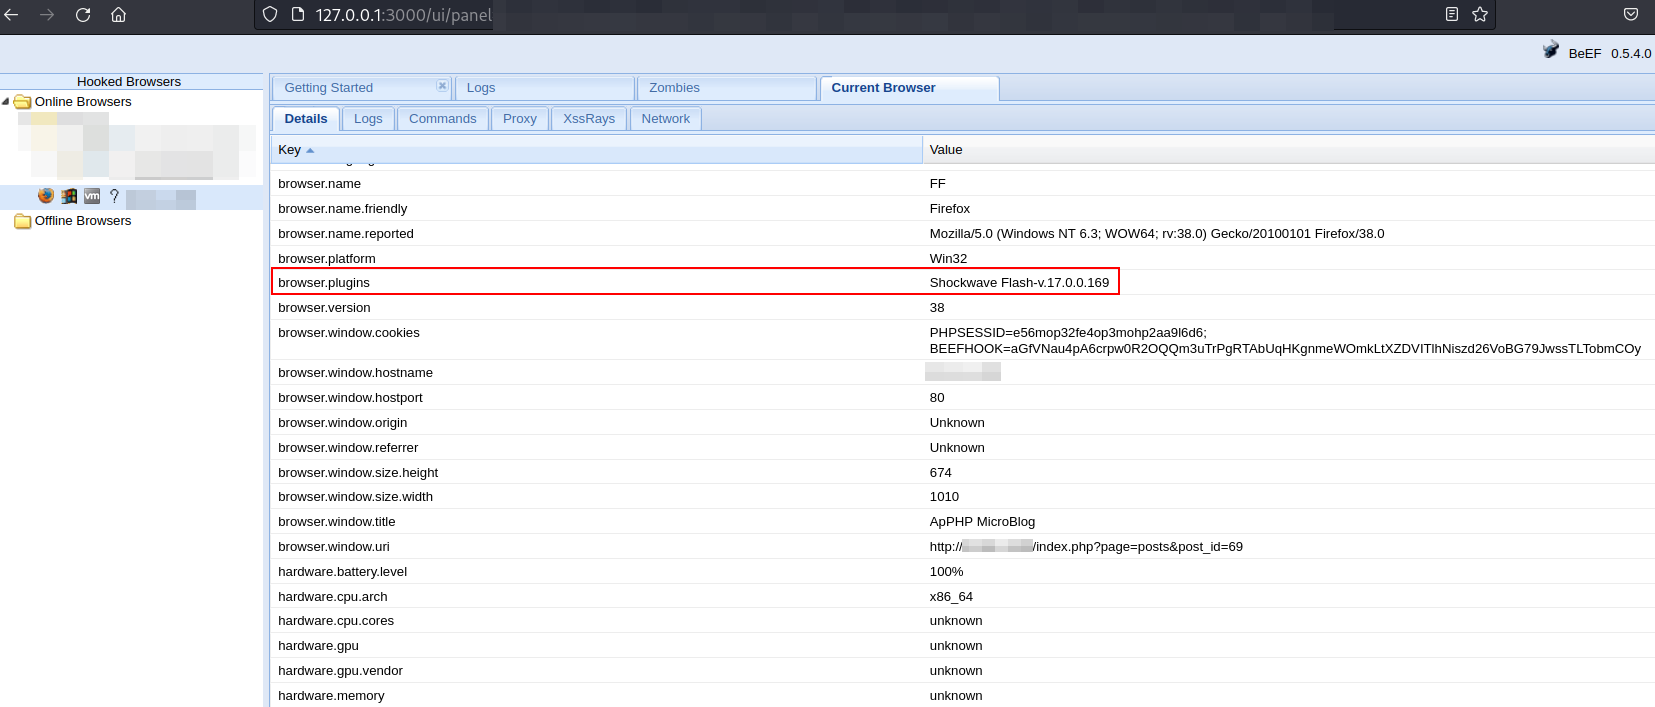 127.0.0.1:3000/ui/panel
BeEF 0.5.4.0
Hooked Browsers
Online Browsers
vm
Offline Browsers
Getting Started
Logs
Zombies
Current Browser
Details
Logs
Commands
Proxy
XssRays
Network
Key Value
browser.name FF
browser.name.friendly Firefox
browser.name.reported Mozilla/5.0 (Windows NT 6.3; WOW64; rv:38.0) Gecko/20100101 Firefox/38.0
browser.platform Win32
browser.plugins Shockwave Flash-v.17.0.0.169
browser.version 38
browser.window.cookies PHPSESSID=e56mop32fe4op3mohp2aa9l6d6;
BEEFHOOK=aGfVNau4pA6crpw0R2OQQm3uTrPgRTAbUqHKgnmeWOmkLtXZDVITlhNiszd26VoBG79JwssTLTobmCOy
browser.window.hostname
browser.window.hostport 80
browser.window.origin Unknown
browser.window.referrer Unknown
browser.window.size.height 674
browser.window.size.width 1010
browser.window.title ApPHP MicroBlog
browser.window.uri http:// /index.php?page=posts&post_id=69
hardware.battery.level 100%
hardware.cpu.arch x86_64
hardware.cpu.cores unknown
hardware.gpu unknown
hardware.gpu.vendor unknown
hardware.memory unknown